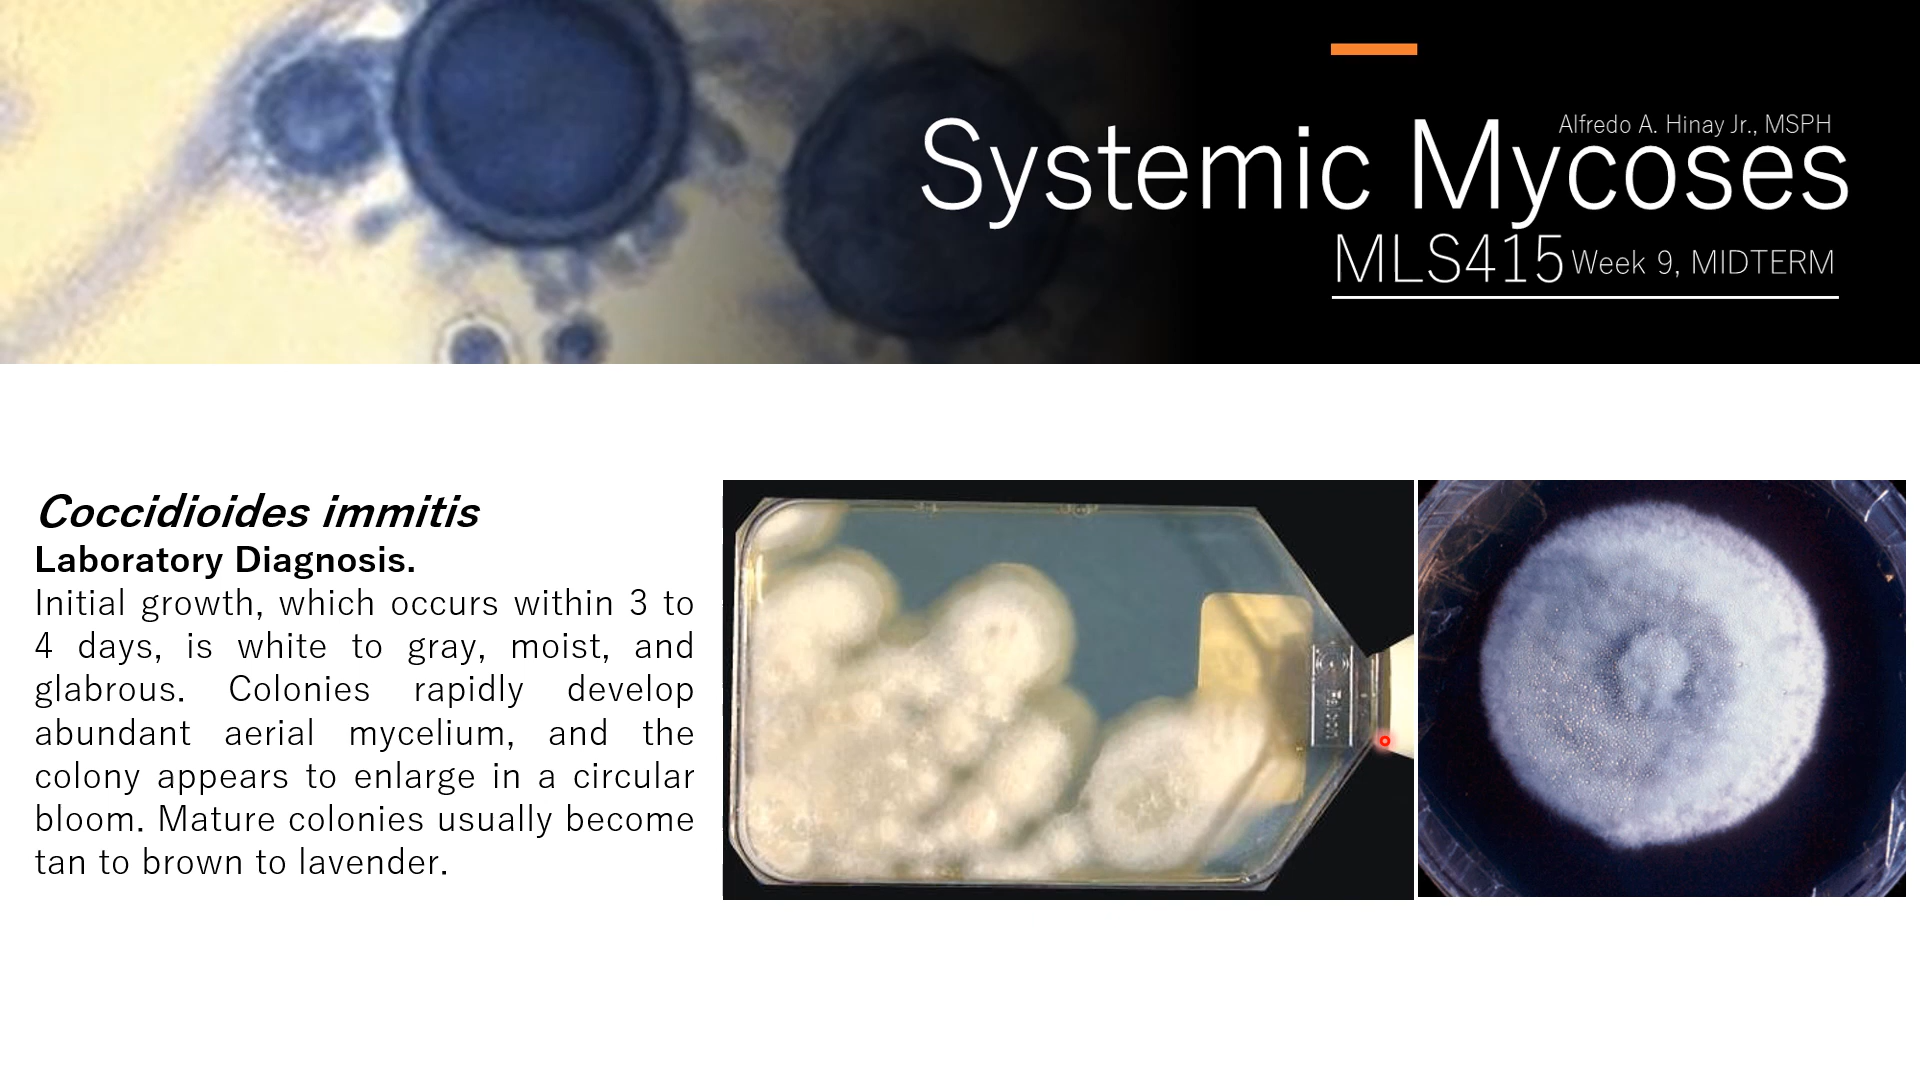 Alfredo A. Hinay Jr., MSPH
Systemic Mycoses
MLS415 Week 9, MIDTERM
Coccidioides immitis
Laboratory Diagnosis.
Initial growth, which occurs within 3 to
4 days, is white to gray, moist, and
glabrous. Colonies rapidly develop
abundant aerial mycelium, and the
colony appears to enlarge in a circular
bloom. Mature colonies usually become
tan to brown to lavender.